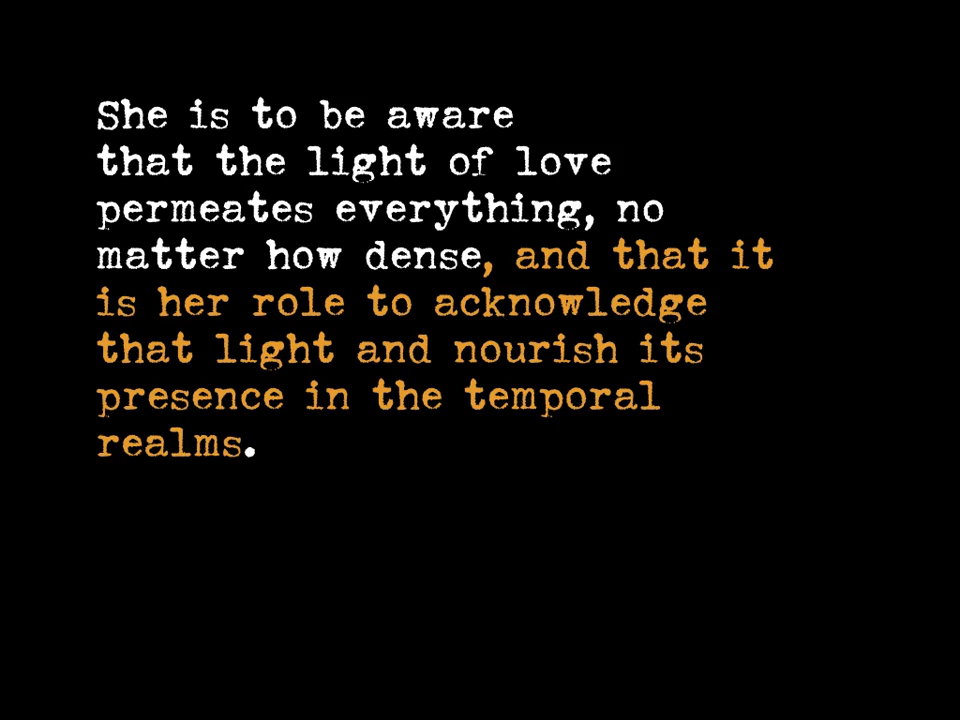 She is to be aware
that the light of love
permeates everything, no
matter how dense, and that it
is her role to acknowledge
that light and nourish its
presence in the temporal
realms.